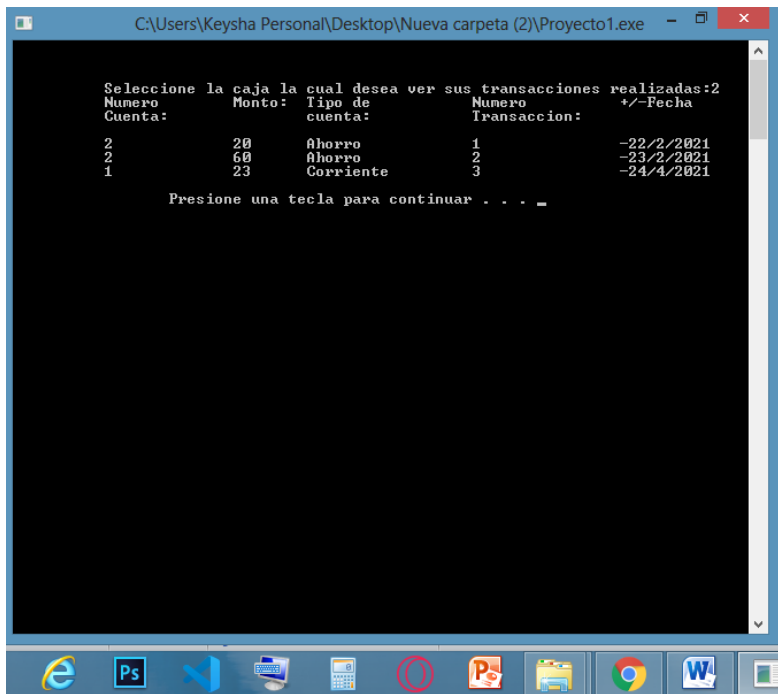 C:\Users\Keysha Personal\Desktop\Nueva carpeta (2)\Proyecto1.exe
Seleccione la caja la cual desea ver sus transacciones realizadas:2
Numero Monto: Tipo de Numero +/-Fecha
Cuenta: cuenta: Transaccion:
2 20 Ahorro 1 -22/2/2021
2 60 Ahorro 2 -23/2/2021
1 23 Corriente 3 -24/4/2021
Presione una tecla para continuar . . . _
Ps